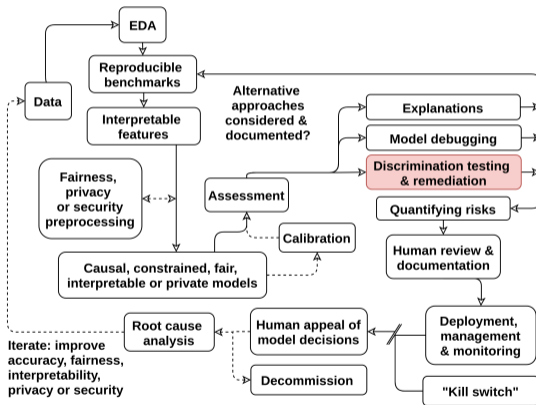 EDA
Reproducible
benchmarks
Data
Interpretable
features
Alternative
approaches
considered &
documented?
Explanations
Model debugging
Discrimination testing
& remediation
Fairness,
privacy
or security
preprocessing
Assessment
Quantifying risks
Calibration
Human review &
documentation
Causal, constrained, fair,
interpretable or private models
Root cause
analysis
Human appeal of
model decisions
Deployment,
management
& monitoring
Iterate: improve
accuracy, fairness,
interpretability,
privacy or security
Decommission
"Kill switch"